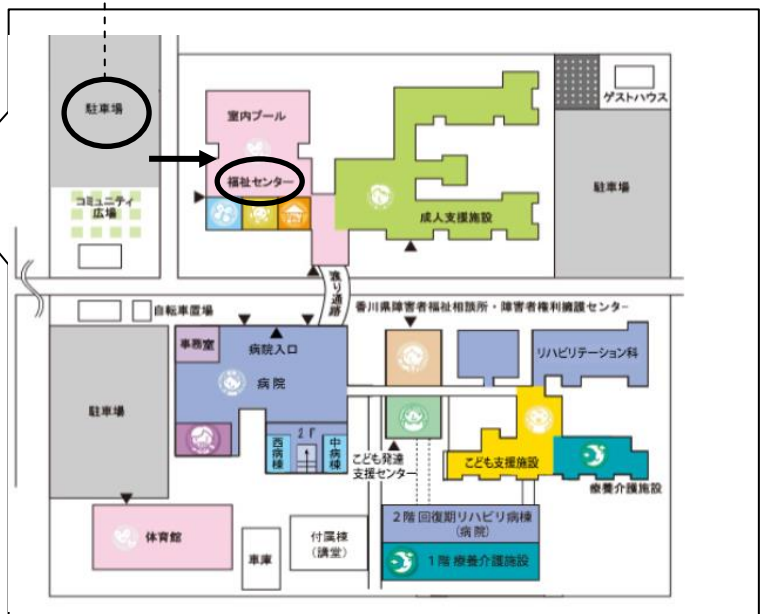 駐車場
ゲストハウス
室内プール
福祉センター
コミュニティ
広場
成人支援施設
駐車場
渡り通路
自転車置場
香川県障害者福祉相談所・障害者権利擁護センター
事務室
病院入口
病院
リハビリテーション科
駐車場
2F
西病棟
中病棟
こども発達
支援センター
こども支援施設
療養介護施設
2階 回復期リハビリ病棟
(病院)
1階 療養介護施設
体育館
車庫
付属棟
(講堂)